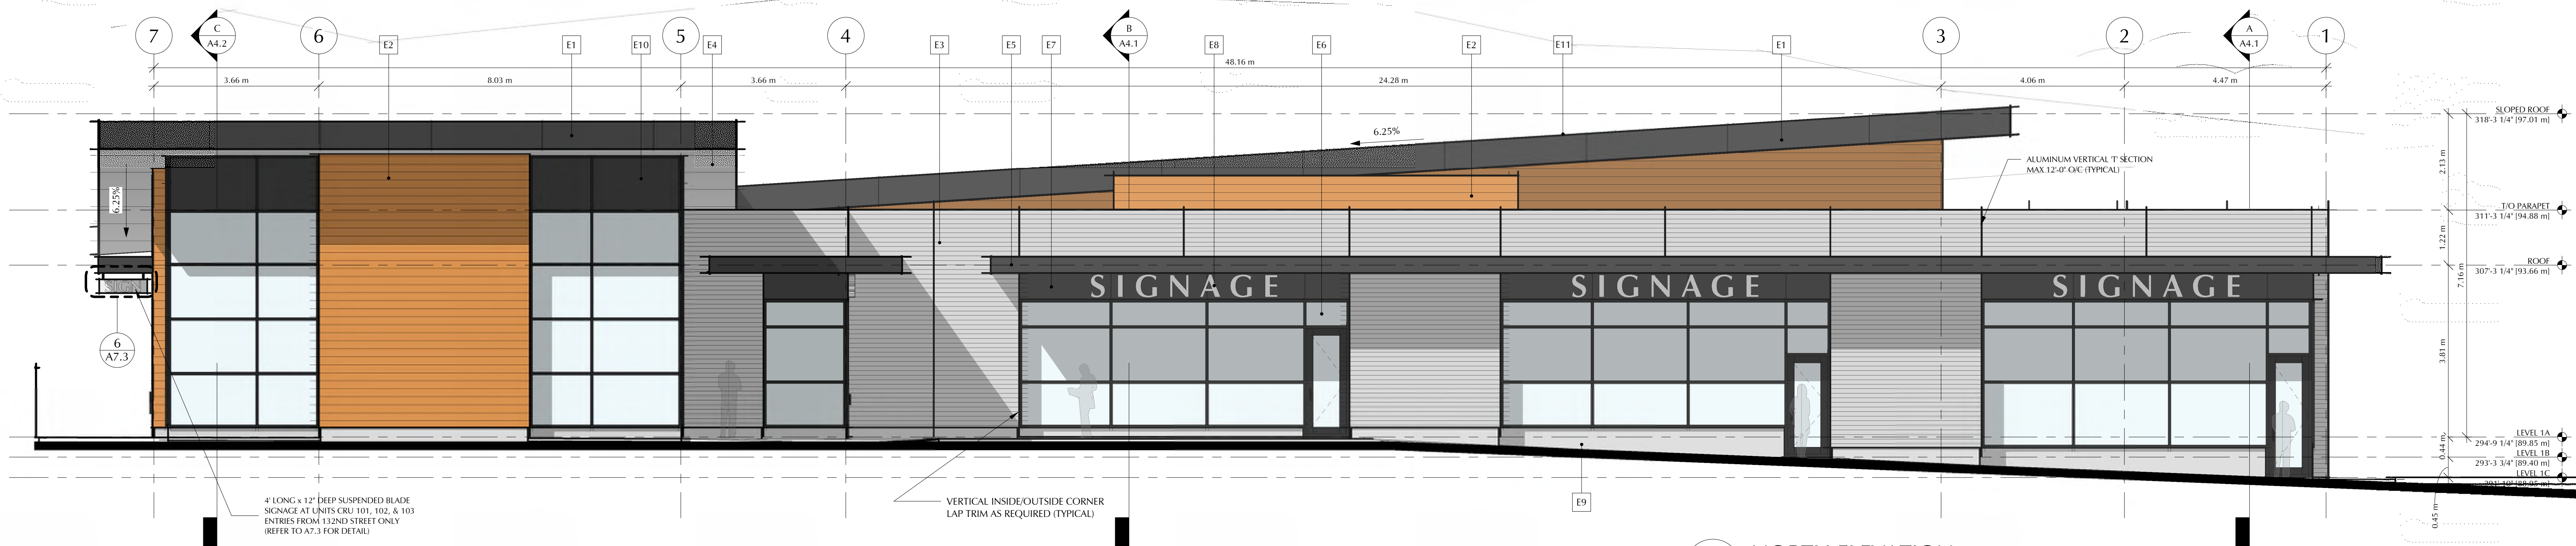 7
C
A4.2
6
E2
E1
E10
5
E4
4
E3
E5
E7
B
A4.1
E8
E6
E2
E11
E1
3
2
A
A4.1
1
48.16 m
3.66 m
8.03 m
3.66 m
24.28 m
4.06 m
4.47 m
SLOPED ROOF
318'-3 1/4" [97.01 m]
6.25%
ALUMINUM VERTICAL 'T' SECTION
MAX 12'-0" O/C (TYPICAL)
2.13 m
6.25%
T/O PARAPET
311'-3 1/4" [94.88 m]
1.22 m
ROOF
307'-3 1/4" [93.66 m]
7.16 m
SIGNAGE
SIGNAGE
SIGNAGE
SIGN
6
A7.3
3.81 m
LEVEL 1A
294'-9 1/4" [89.85 m]
0.44 m
LEVEL 1B
293'-3 3/4" [89.40 m]
LEVEL 1C
0.45 m
4' LONG x 12" DEEP SUSPENDED BLADE
SIGNAGE AT UNITS CRU 101, 102, & 103
ENTRIES FROM 132ND STREET ONLY
(REFER TO A7.3 FOR DETAIL)
VERTICAL INSIDE/OUTSIDE CORNER
LAP TRIM AS REQUIRED (TYPICAL)
E9
NORTH ELEVATION